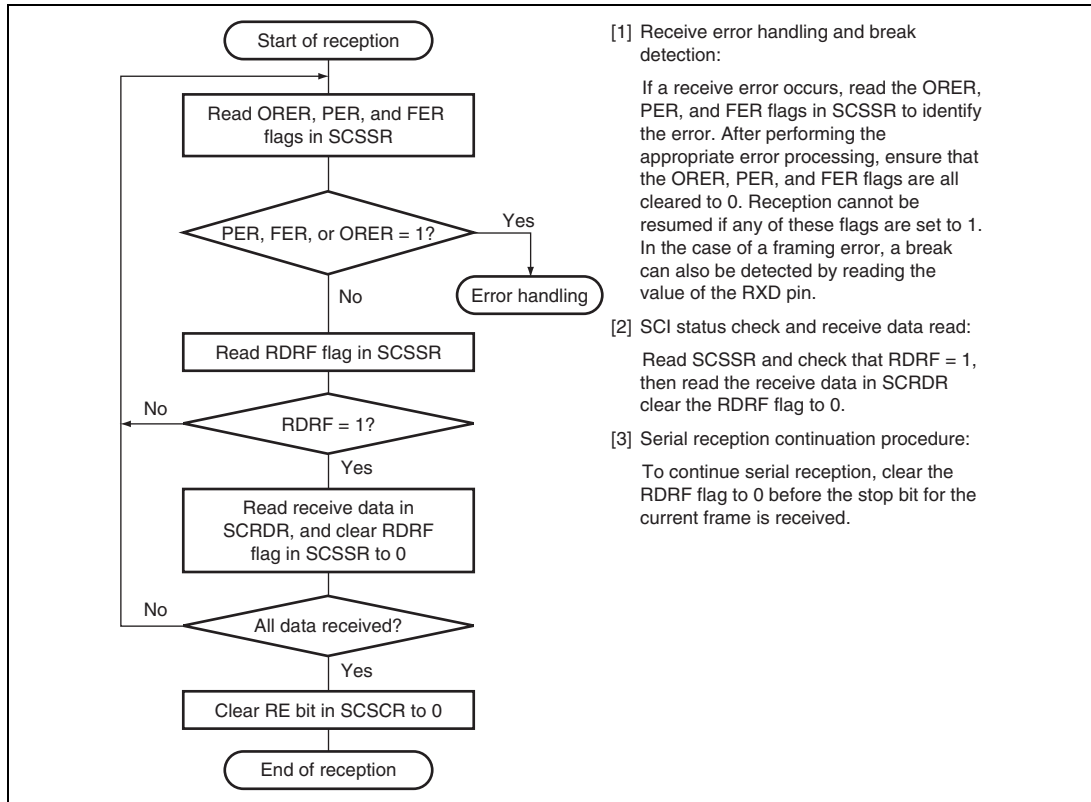 Start of reception
Read ORER, PER, and FER
flags in SCSSR
PER, FER, or ORER = 1?
Yes
Error handling
No
Read RDRF flag in SCSSR
No
RDRF = 1?
Yes
Read receive data in
SCRDR, and clear RDRF
flag in SCSSR to 0
No
All data received?
Yes
Clear RE bit in SCSCR to 0
End of reception
[1] Receive error handling and break
detection:
If a receive error occurs, read the ORER,
PER, and FER flags in SCSSR to identify
the error. After performing the
appropriate error processing, ensure that
the ORER, PER, and FER flags are all
cleared to 0. Reception cannot be
resumed if any of these flags are set to 1.
In the case of a framing error, a break
can also be detected by reading the
value of the RXD pin.
[2] SCI status check and receive data read:
Read SCSSR and check that RDRF = 1,
then read the receive data in SCRDR
clear the RDRF flag to 0.
[3] Serial reception continuation procedure:
To continue serial reception, clear the
RDRF flag to 0 before the stop bit for the
current frame is received.